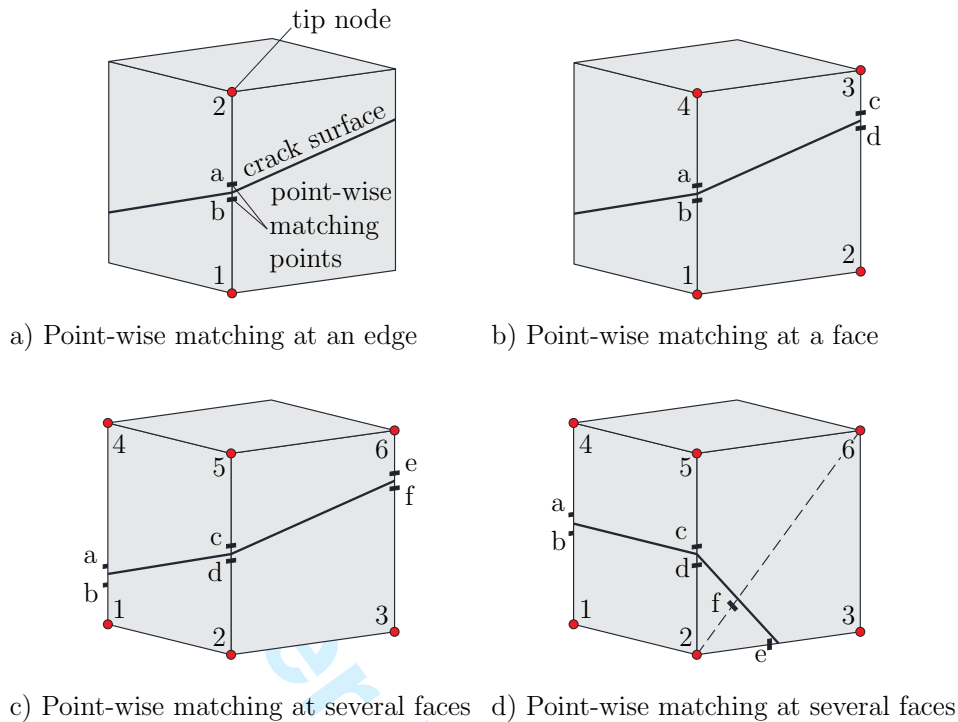 tip node
2
crack surface
a
b
point-wise
matching
points
1
a) Point-wise matching at an edge
3
4
c
d
a
b
2
1
b) Point-wise matching at a face
4
5
6
e
f
c
d
a
b
1
2
3
c) Point-wise matching at several faces
4
5
6
a
b
c
d
f
1
2
3
e
d) Point-wise matching at several faces
er